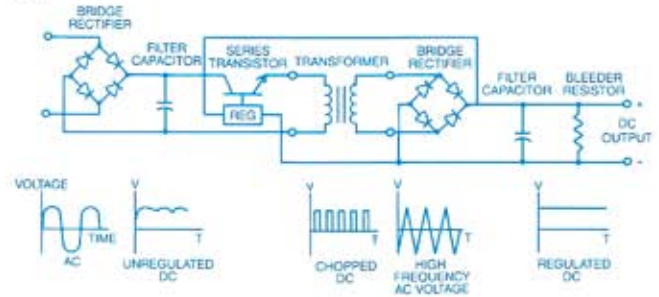 BRIDGE
RECTIFIER
FILTER
CAPACITOR
SERIES
TRANSISTOR
TRANSFORMER
BRIDGE
RECTIFIER
FILTER
CAPACITOR
BLEEDER
RESISTOR
REG
+
DC
OUTPUT
-
VOLTAGE
TIME
AC
V
T
UNREGULATED
DC
V
T
CHOPPED
DC
V
T
HIGH
FREQUENCY
AC VOLTAGE
V
T
REGULATED
DC